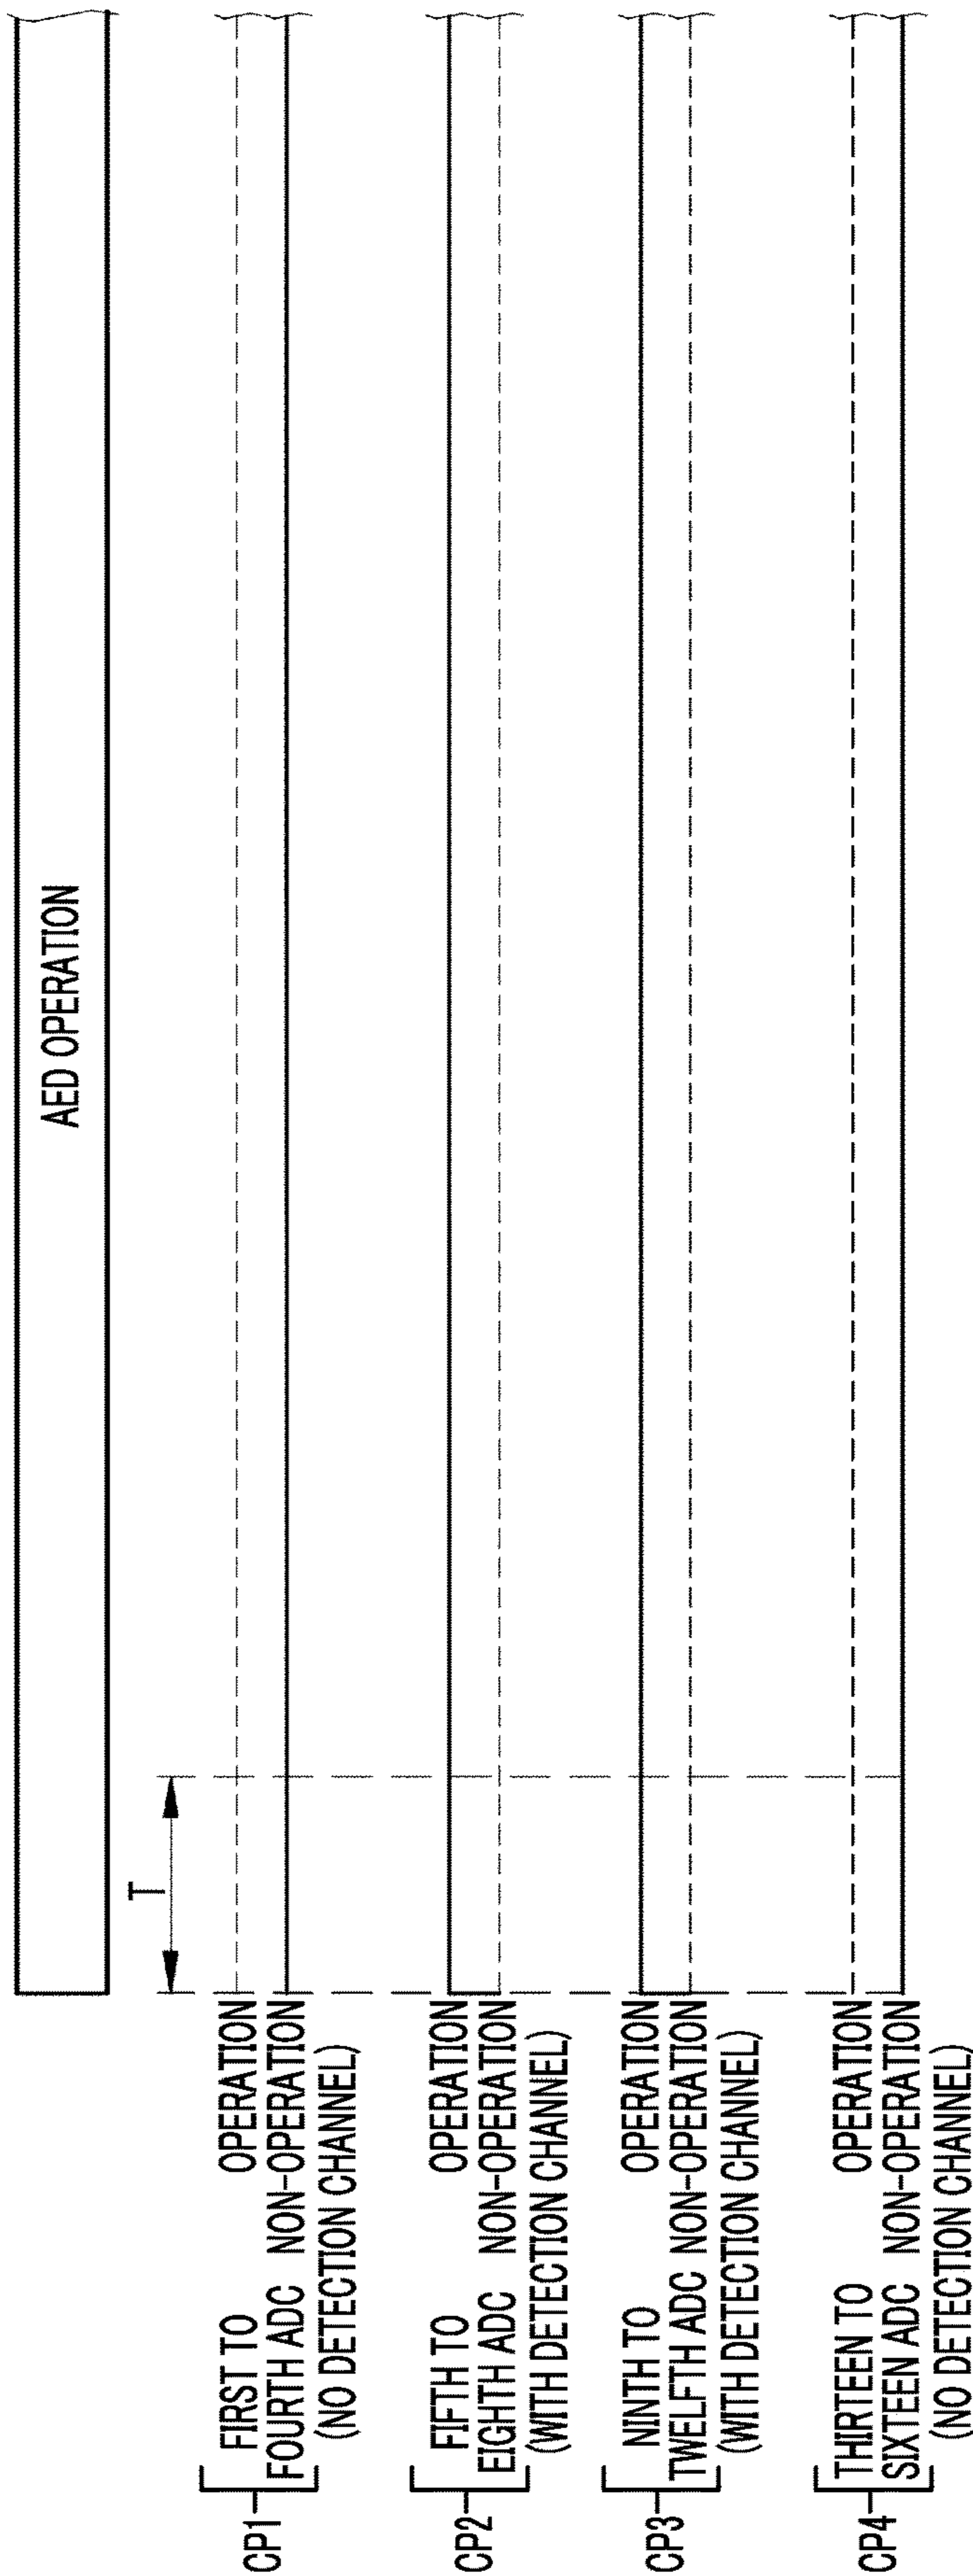 AED OPERATION
T
CP1
FIRST TO
FOURTH ADC
OPERATION
NON-OPERATION
(NO DETECTION CHANNEL)
CP2
FIFTH TO
EIGHTH ADC
OPERATION
NON-OPERATION
(WITH DETECTION CHANNEL)
CP3
NINTH TO
TWELFTH ADC
OPERATION
NON-OPERATION
(WITH DETECTION CHANNEL)
CP4
THIRTEEN TO
SIXTEEN ADC
OPERATION
NON-OPERATION
(NO DETECTION CHANNEL)